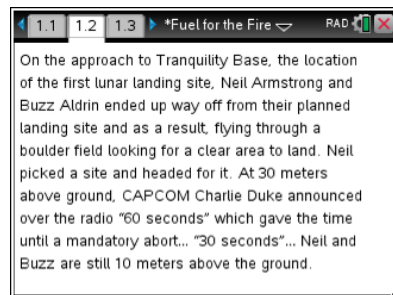 1.1 1.2 1.3 *Fuel for the Fire RAD
On the approach to Tranquility Base, the location
of the first lunar landing site, Neil Armstrong and
Buzz Aldrin ended up way off from their planned
landing site and as a result, flying through a
boulder field looking for a clear area to land. Neil
picked a site and headed for it. At 30 meters
above ground, CAPCOM Charlie Duke announced
over the radio “60 seconds” which gave the time
until a mandatory abort... “30 seconds”... Neil and
Buzz are still 10 meters above the ground.